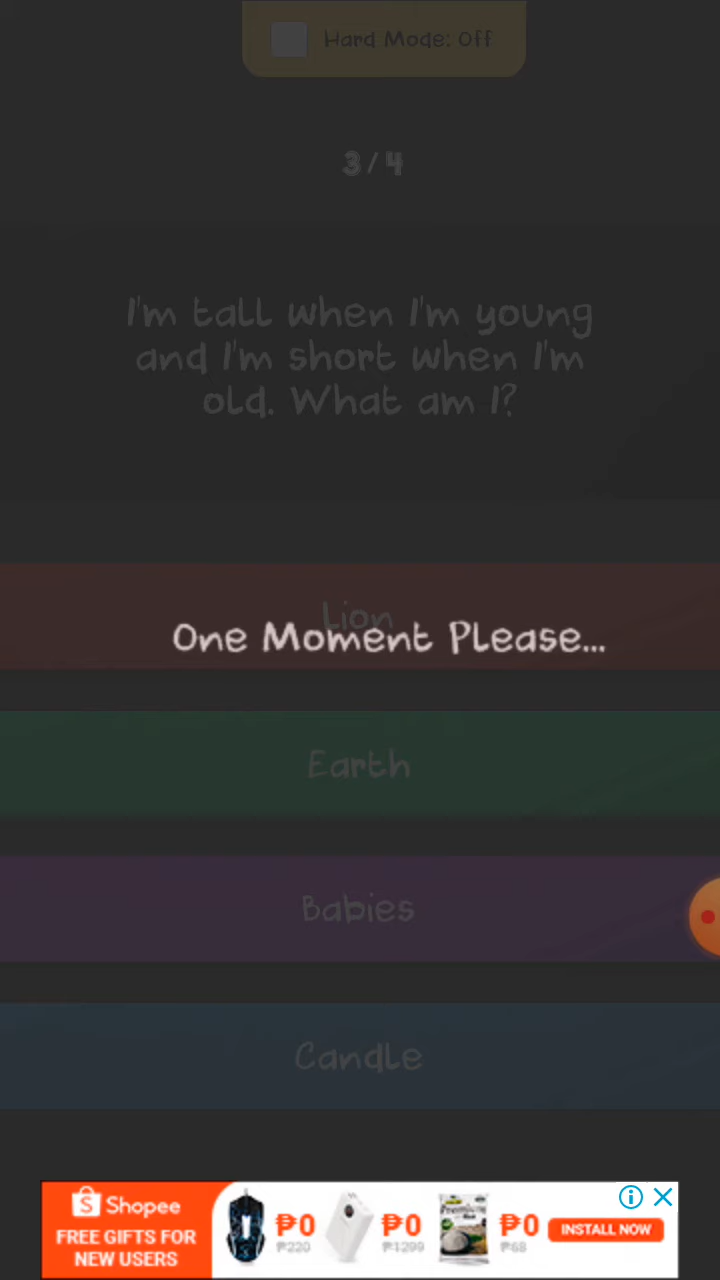 Hard Mode: Off
3 / 4
I'm tall when I'm young
and I'm short when I'm
old. What am I?
Lion
One Moment Please...
Earth
Babies
Candle
Shopee
FREE GIFTS FOR
NEW USERS
₱0
₱220
₱0
₱1299
₱0
₱68
INSTALL NOW